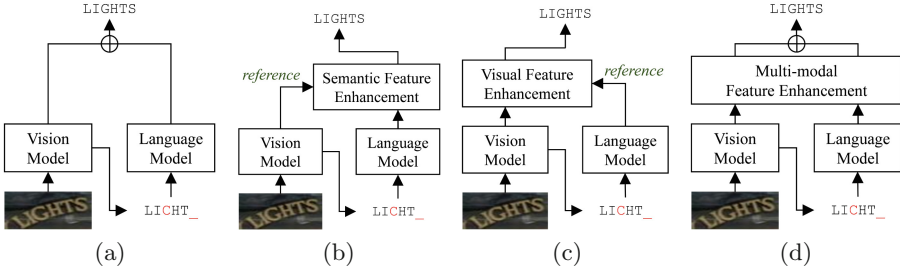 LIGHTS
Vision Model
Language Model
LIGHTS
LICHT_
(a)
LIGHTS
reference
Semantic Feature Enhancement
Vision Model
Language Model
LIGHTS
LICHT_
(b)
LIGHTS
Visual Feature Enhancement
reference
Vision Model
Language Model
LIGHTS
LICHT_
(c)
LIGHTS
Multi-modal Feature Enhancement
Vision Model
Language Model
LIGHTS
LICHT_
(d)